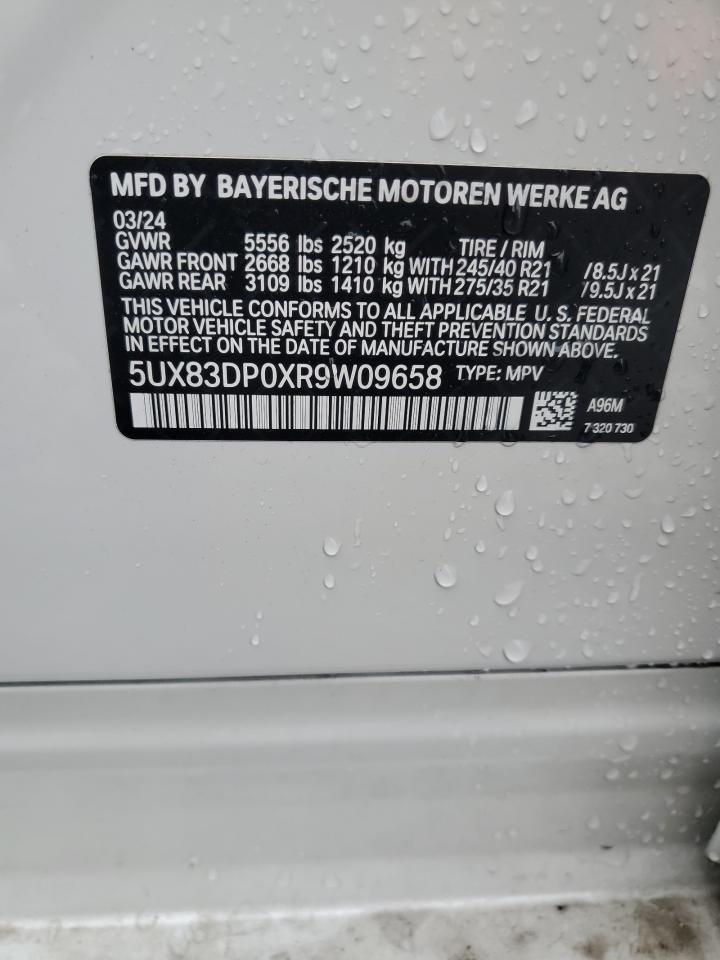 MFD BY BAYERISCHE MOTOREN WERKE AG
03/24
GVWR 5556 lbs 2520 kg TIRE / RIM
GAWR FRONT 2668 lbs 1210 kg WITH 245/40 R21 /8.5J x 21
GAWR REAR 3109 lbs 1410 kg WITH 275/35 R21 /9.5J x 21
THIS VEHICLE CONFORMS TO ALL APPLICABLE U. S. FEDERAL
MOTOR VEHICLE SAFETY AND THEFT PREVENTION STANDARDS
IN EFFECT ON THE DATE OF MANUFACTURE SHOWN ABOVE.
5UX83DP0XR9W09658 TYPE: MPV
A96M
7 320 730